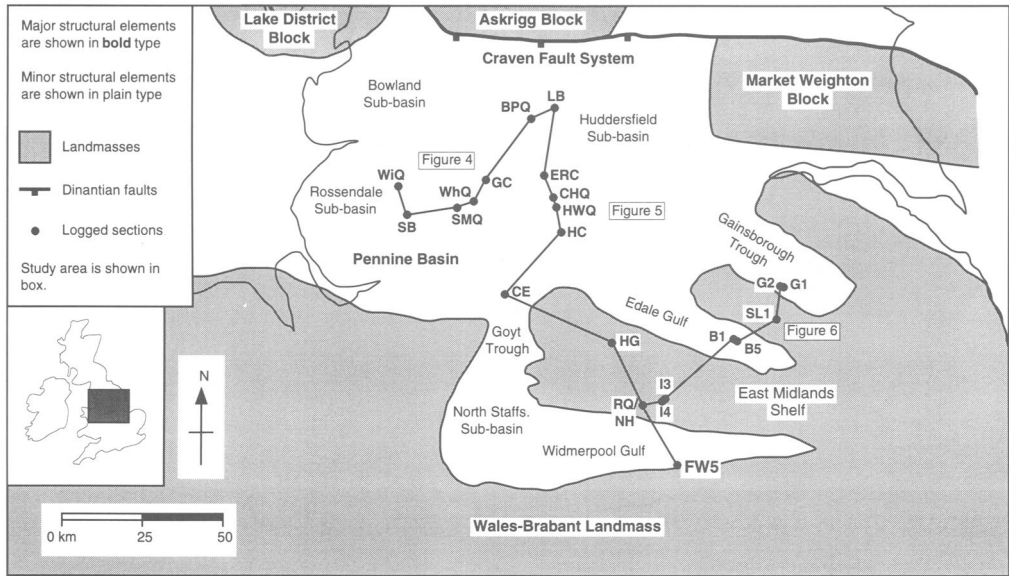 Major structural elements
are shown in bold type
Minor structural elements
are shown in plain type
Landmasses
Dinantian faults
Logged sections
Study area is shown in
box.
N
0 km
25
50
Lake District
Block
Askrigg Block
Craven Fault System
Market Weighton
Block
Bowland
Sub-basin
LB
BPQ
Huddersfield
Sub-basin
Figure 4
WiQ
GC
ERC
Rossendale
Sub-basin
WhQ
CHQ
SB
SMQ
HWQ
Figure 5
HC
Pennine Basin
Gainsborough
Trough
CE
G2
G1
Edale Gulf
SL1
Figure 6
Goyt
Trough
HG
B1
B5
I3
East Midlands
Shelf
RQ/
NH
I4
North Staffs.
Sub-basin
Widmerpool Gulf
FW5
Wales-Brabant Landmass